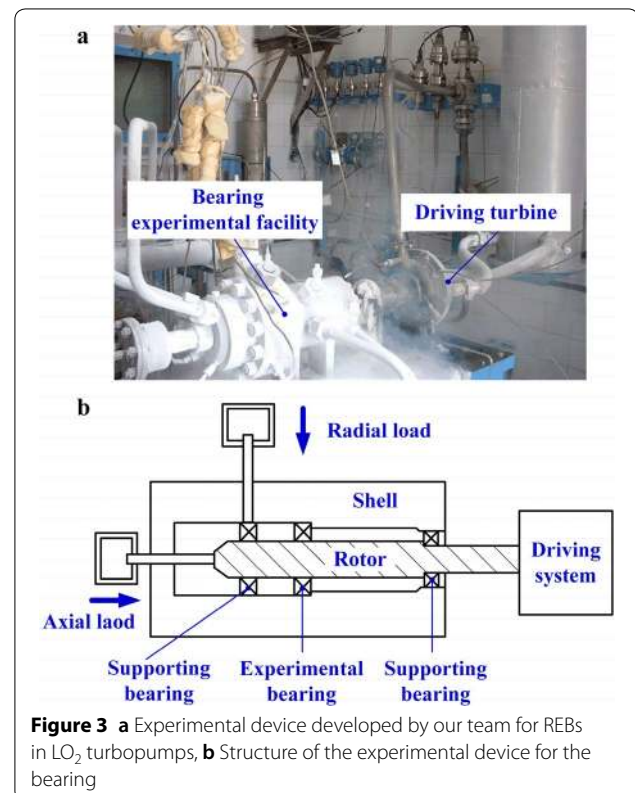 a
Bearing
experimental facility
Driving turbine
b
Radial load
Shell
Rotor
Driving
system
Axial laod
Supporting
bearing
Experimental
bearing
Supporting
bearing
Figure 3 a Experimental device developed by our team for REBs
in LO₂ turbopumps, b Structure of the experimental device for the
bearing